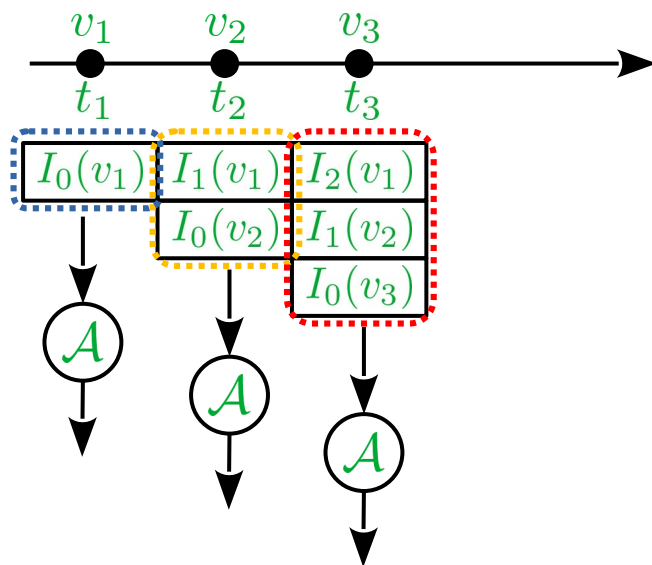 v₁ v₂ v₃
t₁ t₂ t₃
I₀(v₁) I₁(v₁) I₂(v₁)
I₀(v₂) I₁(v₂)
I₀(v₃)
𝒜
𝒜
𝒜